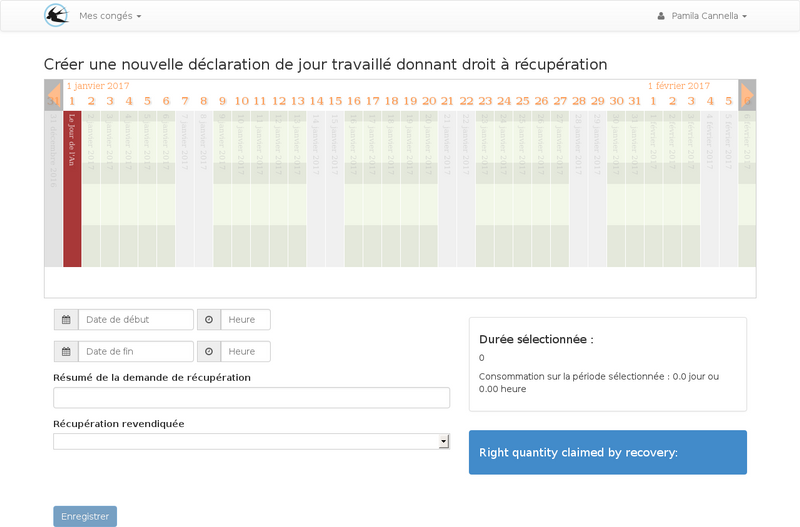 Mes congés
Pamila Cannella
Créer une nouvelle déclaration de jour travaillé donnant droit à récupération
1 janvier 2017 1 février 2017
31 1 2 3 4 5 6 7 8 9 10 11 12 13 14 15 16 17 18 19 20 21 22 23 24 25 26 27 28 29 30 31 1 2 3 4 5 6
31 décembre 2016
Le Jour de l'An
2 janvier 2017
3 janvier 2017
4 janvier 2017
5 janvier 2017
6 janvier 2017
7 janvier 2017
8 janvier 2017
9 janvier 2017
10 janvier 2017
11 janvier 2017
12 janvier 2017
13 janvier 2017
14 janvier 2017
15 janvier 2017
16 janvier 2017
17 janvier 2017
18 janvier 2017
19 janvier 2017
20 janvier 2017
21 janvier 2017
22 janvier 2017
23 janvier 2017
24 janvier 2017
25 janvier 2017
26 janvier 2017
27 janvier 2017
28 janvier 2017
29 janvier 2017
30 janvier 2017
31 janvier 2017
1 février 2017
2 février 2017
3 février 2017
4 février 2017
5 février 2017
6 février 2017
Date de début Heure
Date de fin Heure
Résumé de la demande de récupération
Récupération revendiquée
Enregistrer
Durée sélectionnée :
0
Consommation sur la période sélectionnée : 0.0 jour ou
0.00 heure
Right quantity claimed by recovery: